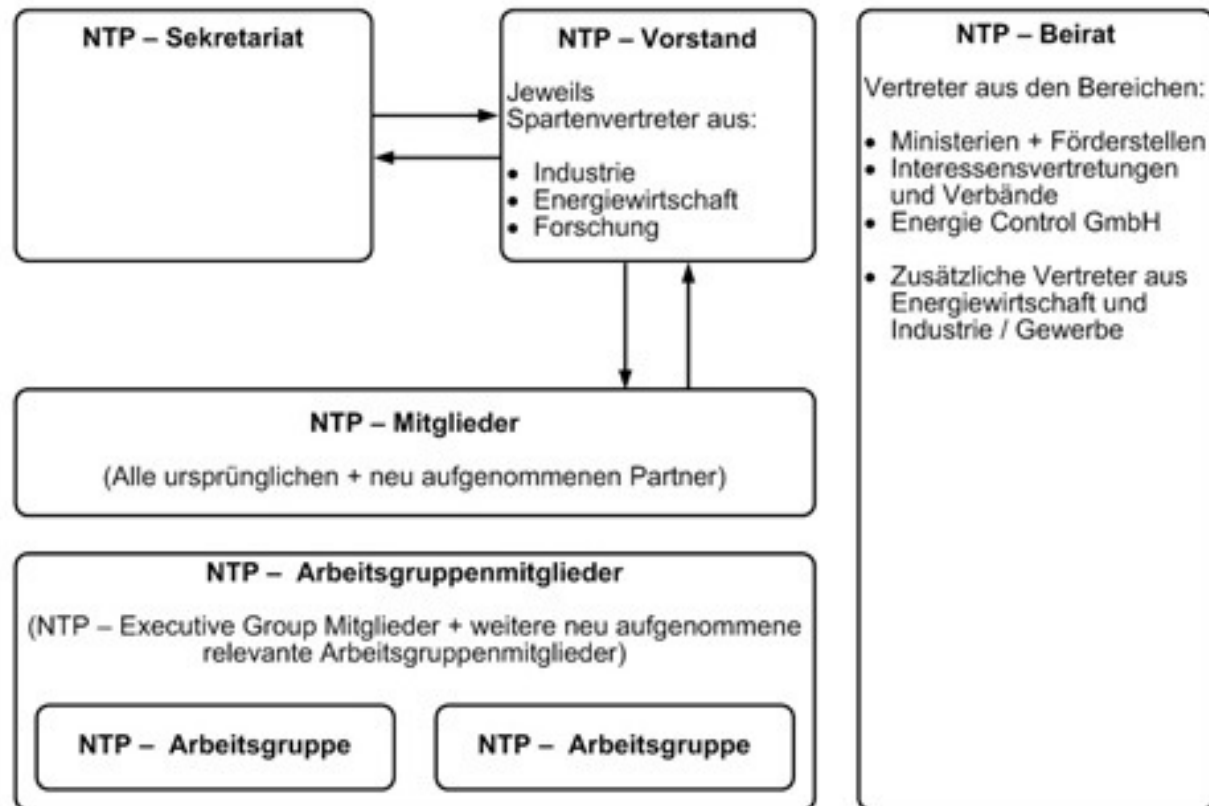 NTP – Sekretariat
NTP – Vorstand
Jeweils
Spartenvertreter aus:
• Industrie
• Energiewirtschaft
• Forschung
NTP – Beirat
Vertreter aus den Bereichen:
• Ministerien + Förderstellen
• Interessensvertretungen
und Verbände
• Energie Control GmbH
• Zusätzliche Vertreter aus
Energiewirtschaft und
Industrie / Gewerbe
NTP – Mitglieder
(Alle ursprünglichen + neu aufgenommenen Partner)
NTP – Arbeitsgruppenmitglieder
(NTP – Executive Group Mitglieder + weitere neu aufgenommene
relevante Arbeitsgruppenmitglieder)
NTP – Arbeitsgruppe
NTP – Arbeitsgruppe